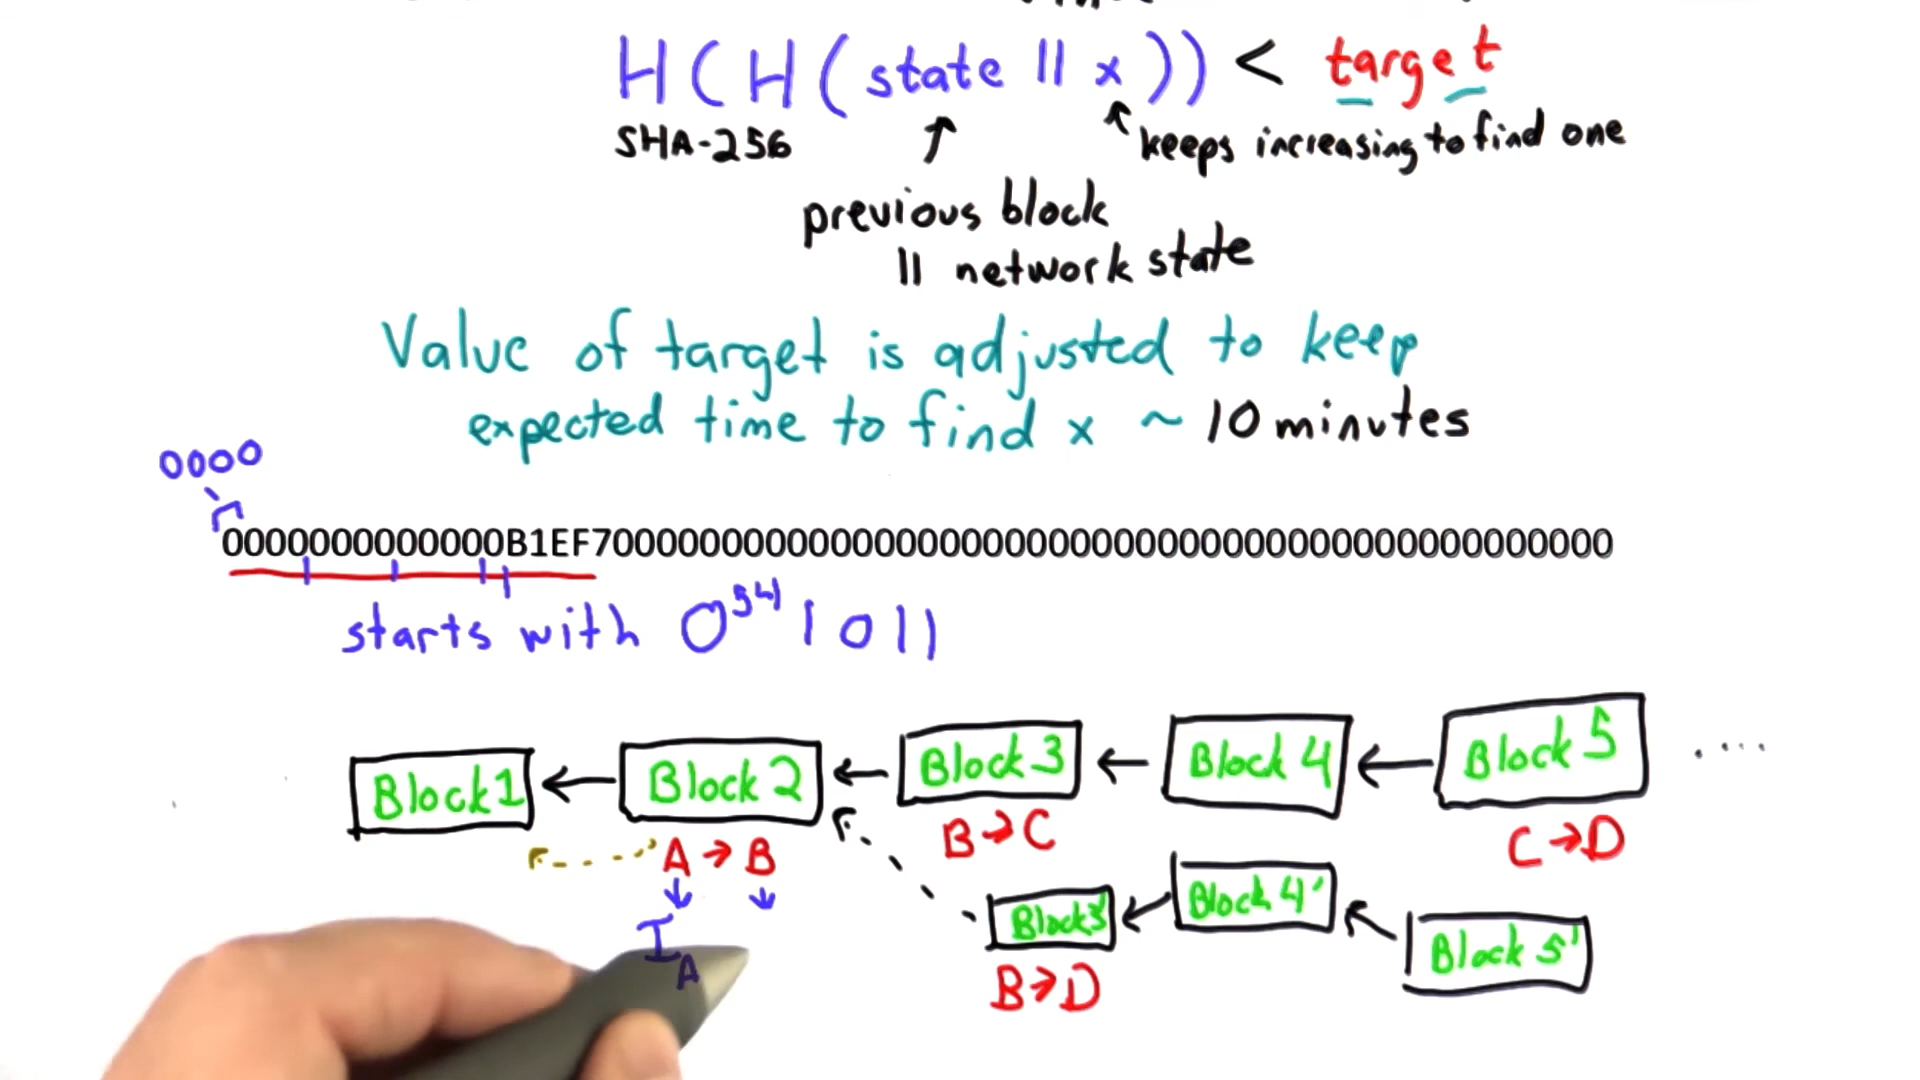 H(H(state || x)) < target
SHA-256
keeps increasing to find one
previous block
|| network state
Value of target is adjusted to keep
expected time to find x ~ 10 minutes
0000
0000000000000B1EF70000000000000000000000000000000000000000000000
starts with 0⁵⁴1011
Block 1 ← Block 2 ← Block 3 ← Block 4 ← Block 5 ....
A → B
B → C
C → D
I_A
Block 3' ← Block 4' ← Block 5'
B → D